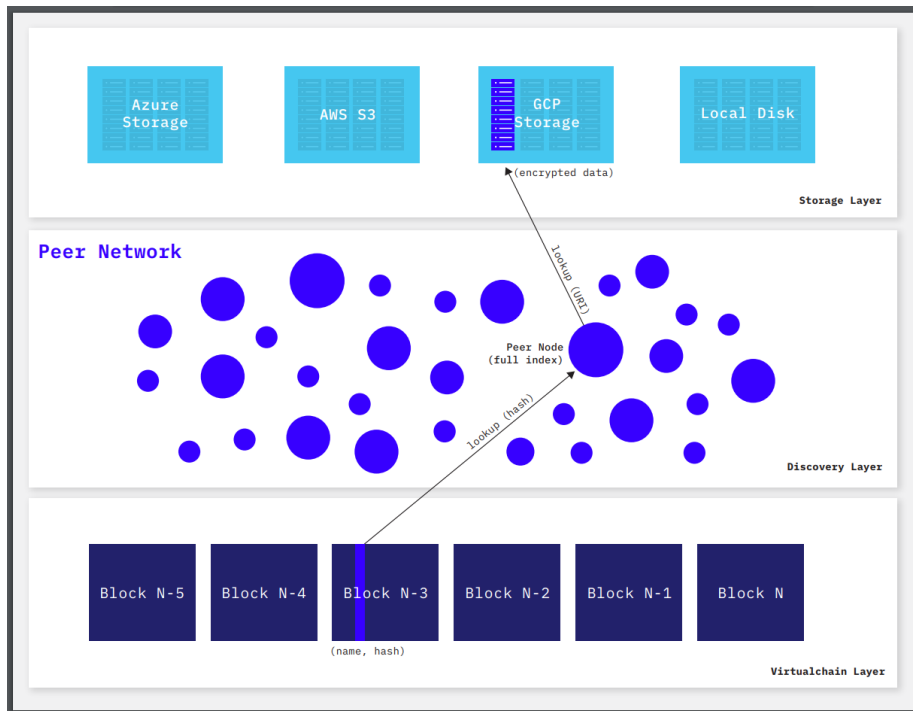 Azure
Storage
AWS S3
GCP
Storage
Local Disk
(encrypted data)
Storage Layer
Peer Network
lookup (URI)
Peer Node
(full index)
lookup (hash)
Discovery Layer
Block N-5
Block N-4
Block N-3
Block N-2
Block N-1
Block N
(name, hash)
Virtualchain Layer